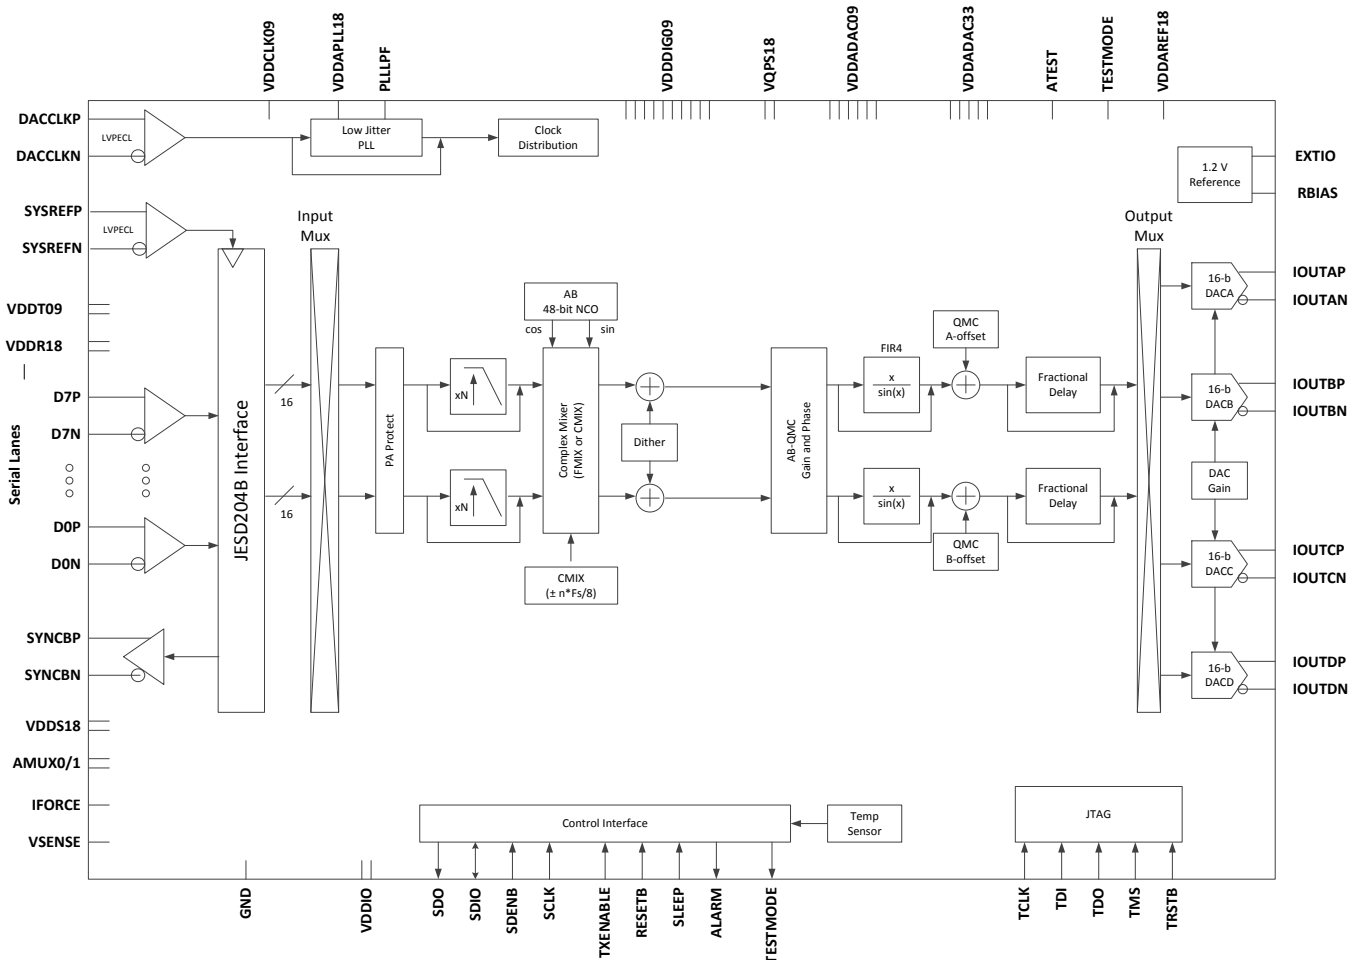 VDDCLK09
VDDAPLL18
PLLLPF
VDDDIG09
VQPS18
VDDADAC09
VDDADAC33
ATEST
TESTMODE
VDDAREF18
DACCLKP
LVPECL
DACCLKN
Low Jitter
PLL
Clock
Distribution
1.2 V
Reference
EXTIO
RBIAS
SYSREFP
LVPECL
SYSREFN
Input
Mux
Output
Mux
VDDT09
VDDR18
Serial Lanes
D7P
D7N
D0P
D0N
JESD204B Interface
16
16
PA Protect
xN
xN
AB
48-bit NCO
cos
sin
Complex Mixer
(FMIX or CMIX)
CMIX
(± n*Fs/8)
Dither
AB-QMC
Gain and Phase
FIR4
x
sin(x)
x
sin(x)
QMC
A-offset
QMC
B-offset
Fractional
Delay
Fractional
Delay
16-b
DACA
IOUTAP
IOUTAN
16-b
DACB
IOUTBP
IOUTBN
DAC
Gain
16-b
DACC
IOUTCP
IOUTCN
16-b
DACD
IOUTDP
IOUTDN
SYNCBP
SYNCBN
VDDS18
AMUX0/1
IFORCE
VSENSE
Control Interface
Temp
Sensor
JTAG
GND
VDDIO
SDO
SDIO
SDENB
SCLK
TXENABLE
RESETB
SLEEP
ALARM
TESTMODE
TCLK
TDI
TDO
TMS
TRSTB